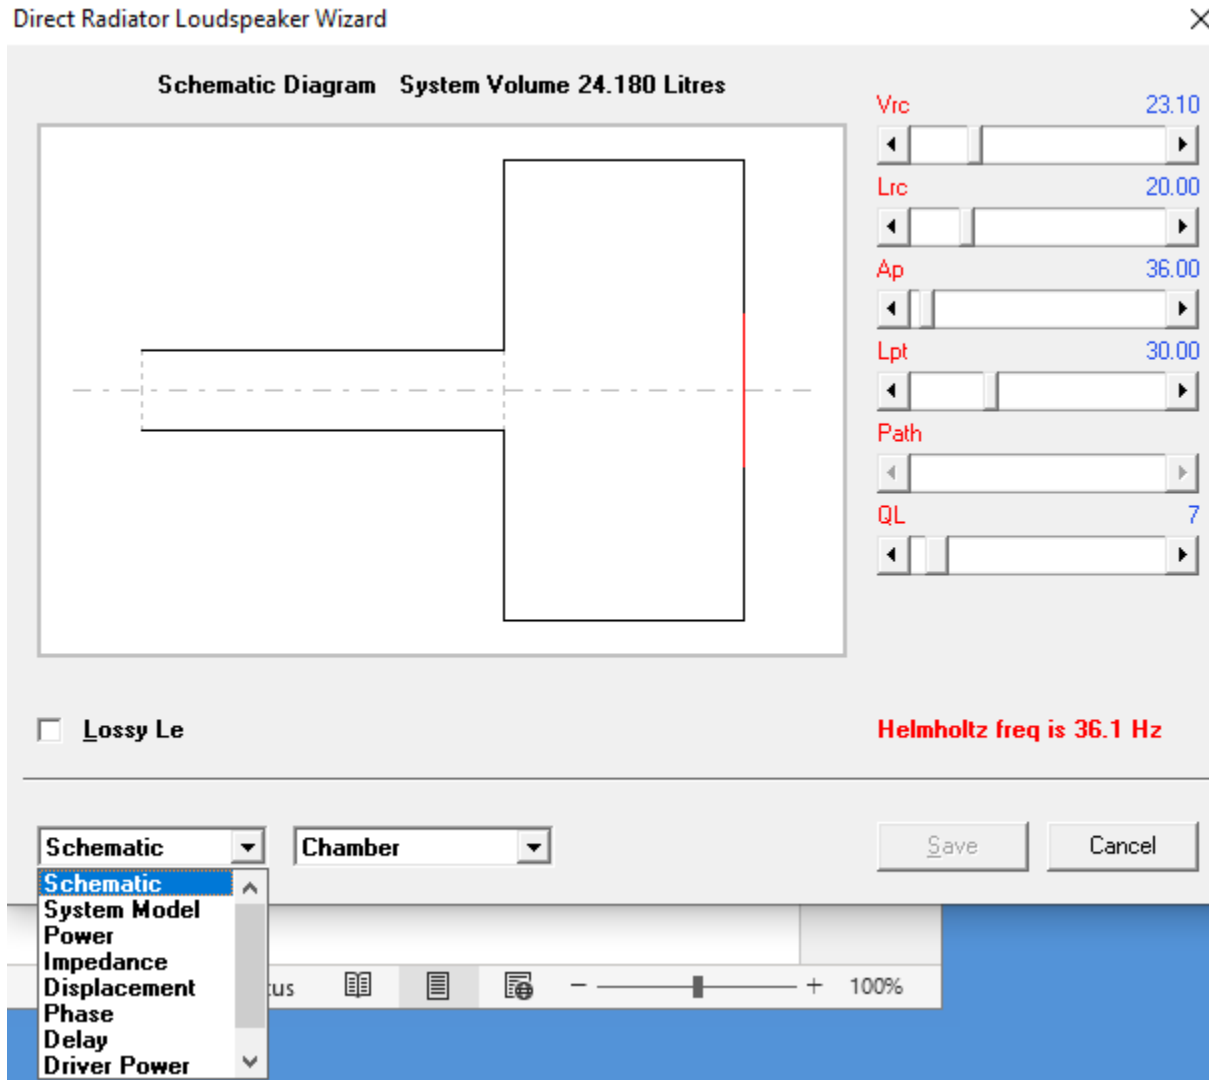 Direct Radiator Loudspeaker Wizard
Schematic Diagram System Volume 24.180 Litres
Vrc 23.10
Lrc 20.00
Ap 36.00
Lpt 30.00
Path
QL 7
Lossy Le
Helmholtz freq is 36.1 Hz
Schematic
Chamber
Save
Cancel
Schematic
System Model
Power
Impedance
Displacement
Phase
Delay
Driver Power
cus
100%